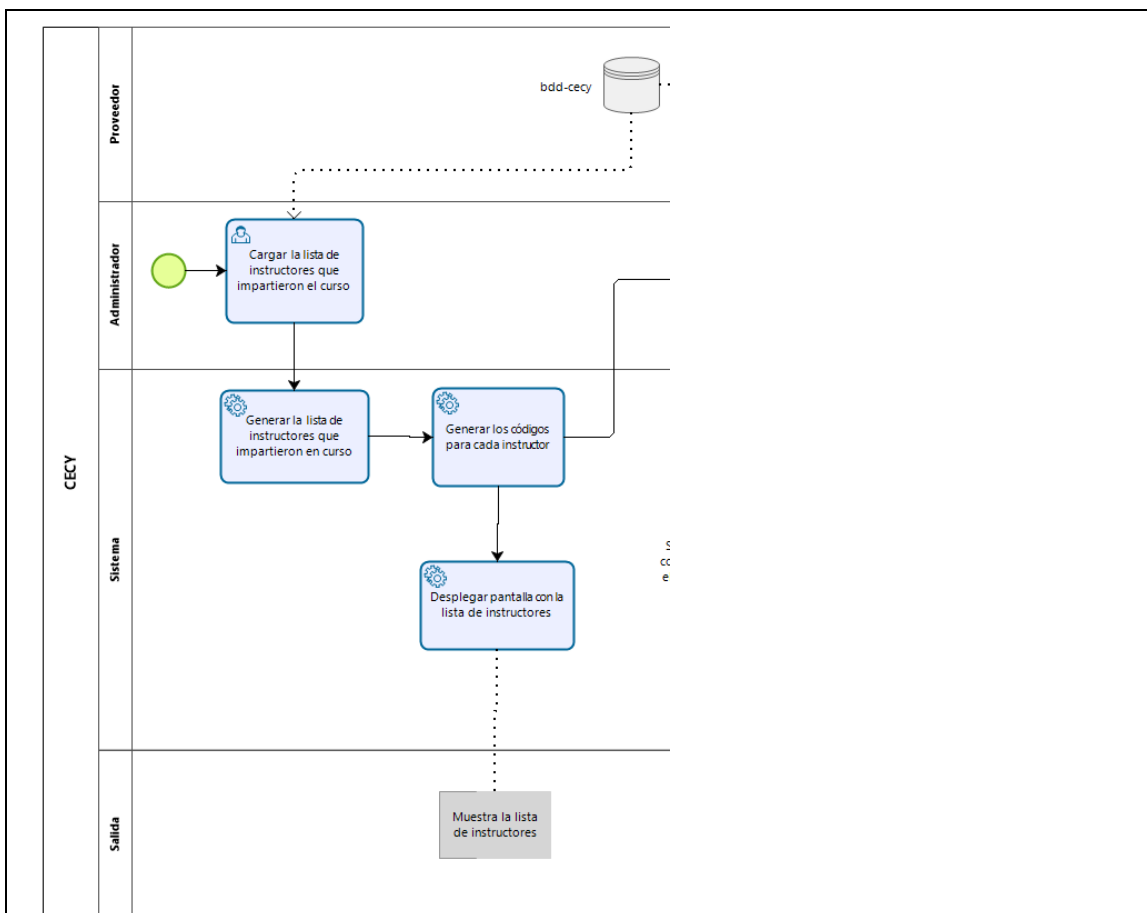 CECY
Proveedor
bdd-cecy
Administrador
Cargar la lista de
instructores que
impartieron el curso
Sistema
Generar la lista de
instructores que
impartieron en curso
Generar los códigos
para cada instructor
Desplegar pantalla con la
lista de instructores
Salida
Muestra la lista
de instructores